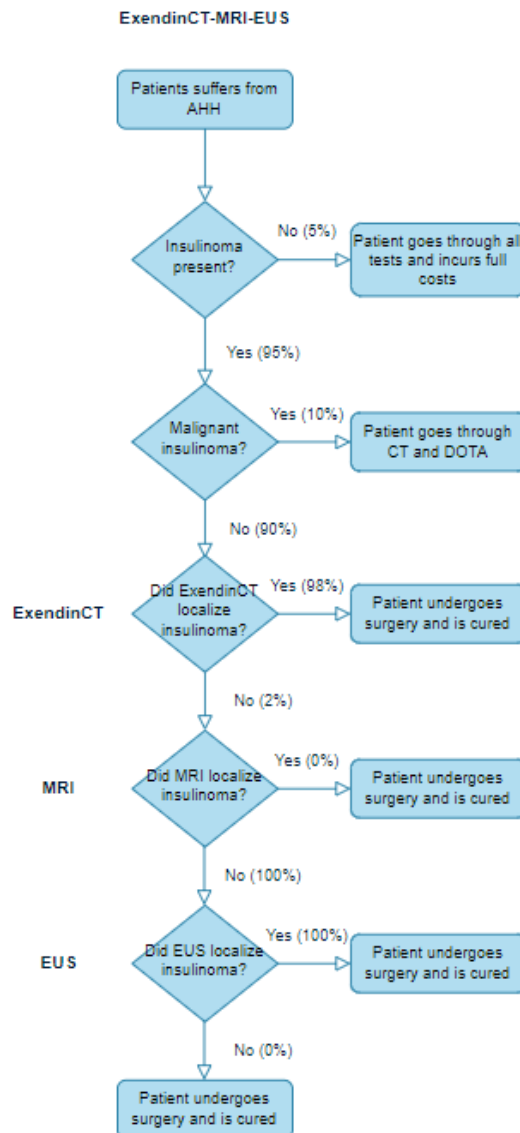 ExendinCT-MRI-EUS
Patients suffers from
AHH
Insulinoma
present?
No (5%)
Patient goes through all
tests and incurs full
costs
Yes (95%)
Malignant
insulinoma?
Yes (10%)
Patient goes through
CT and DOTA
No (90%)
ExendinCT
Did ExendinCT
localize
insulinoma?
Yes (98%)
Patient undergoes
surgery and is cured
No (2%)
MRI
Did MRI localize
insulinoma?
Yes (0%)
Patient undergoes
surgery and is cured
No (100%)
EUS
Did EUS localize
insulinoma?
Yes (100%)
Patient undergoes
surgery and is cured
No (0%)
Patient undergoes
surgery and is cured